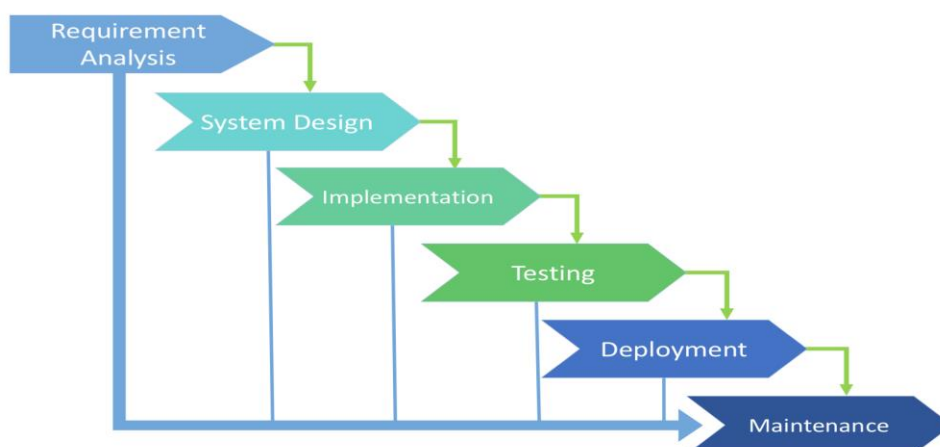 Requirement
Analysis
System Design
Implementation
Testing
Deployment
Maintenance